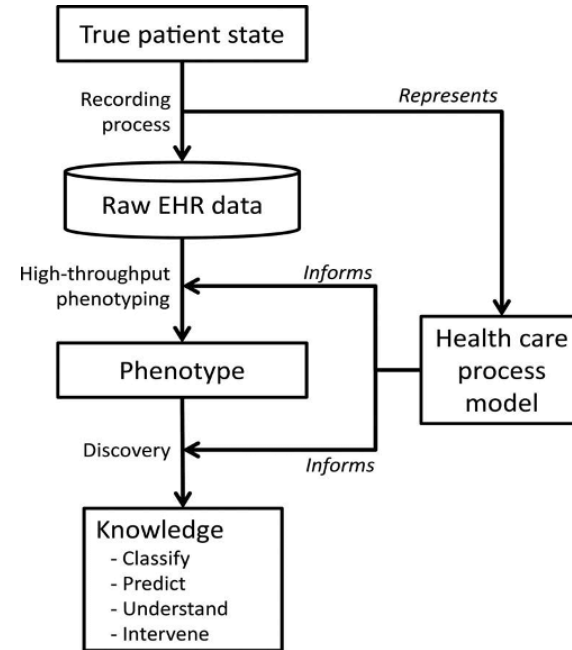 True patient state
Recording
process
Represents
Raw EHR data
High-throughput
phenotyping
Informs
Health care
process
model
Phenotype
Discovery
Informs
Knowledge
- Classify
- Predict
- Understand
- Intervene